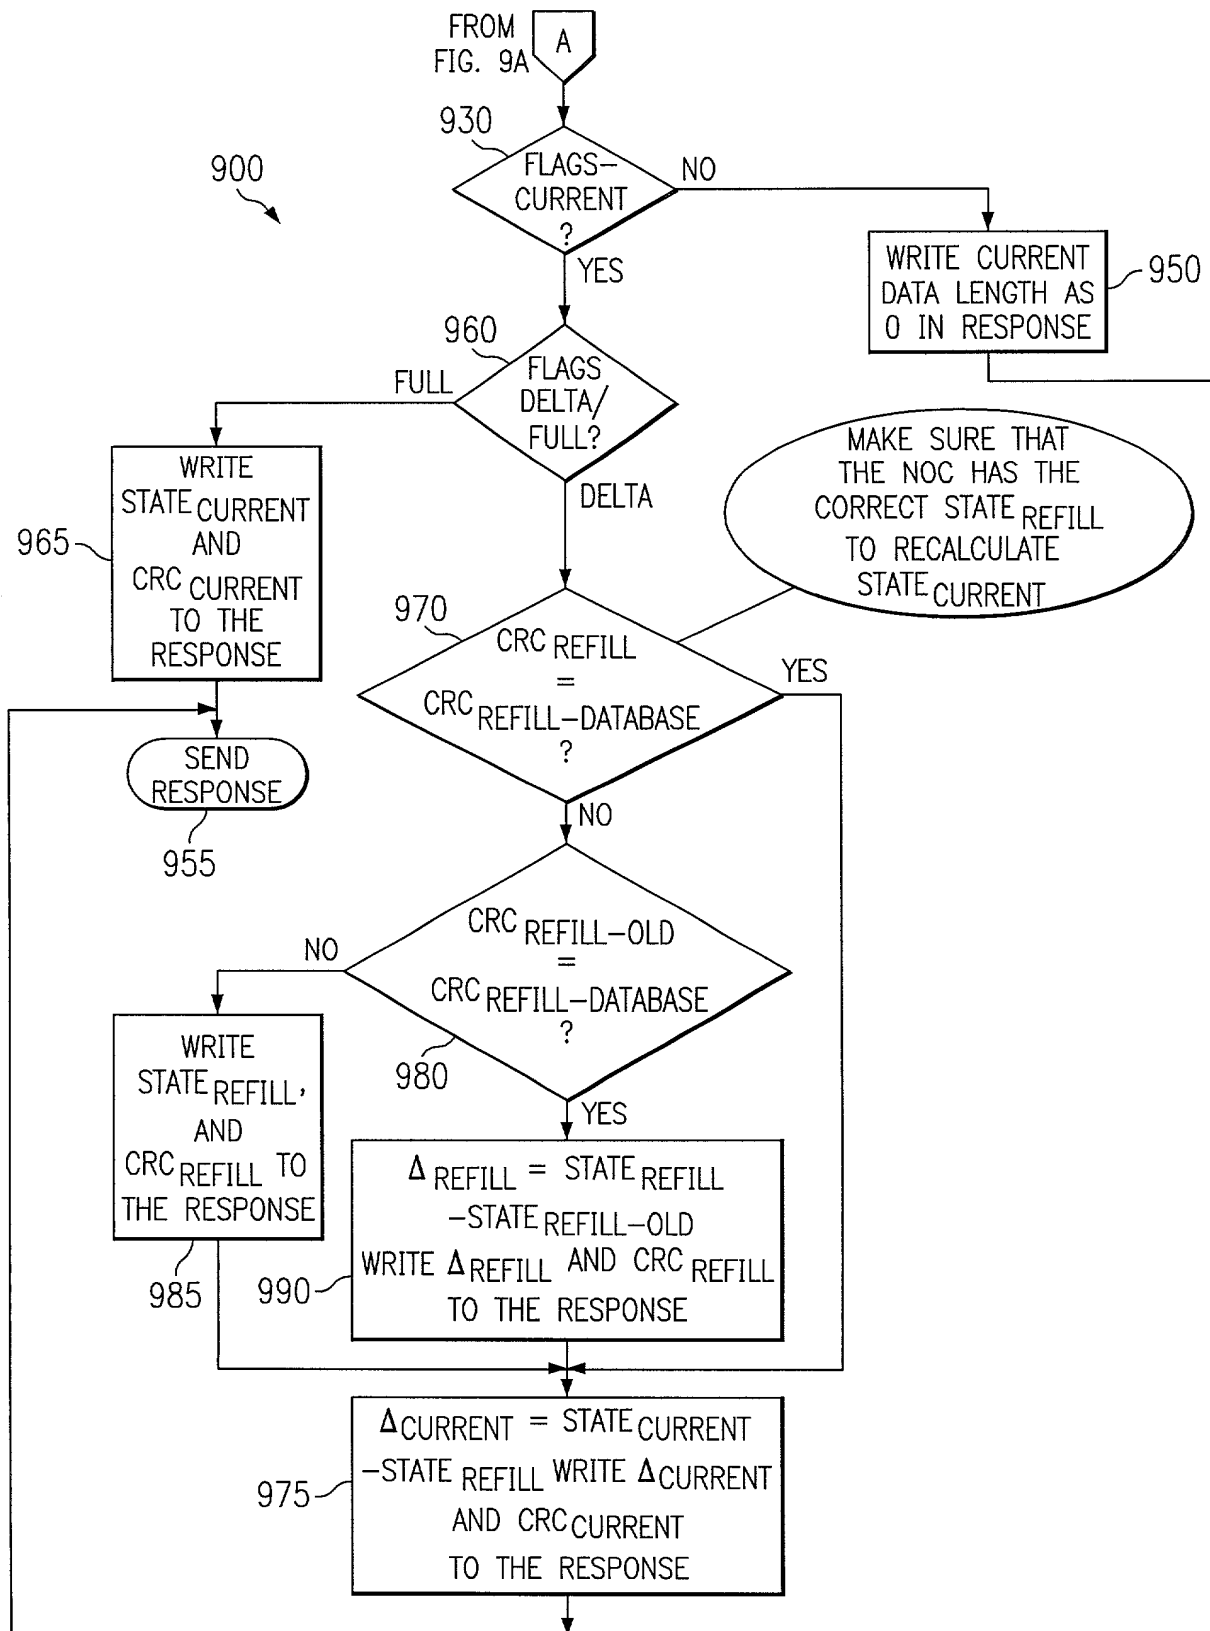 FROM
FIG. 9A
A
930
900
FLAGS-
CURRENT
?
NO
YES
WRITE CURRENT
DATA LENGTH AS
0 IN RESPONSE
950
960
FLAGS
DELTA/
FULL?
FULL
DELTA
MAKE SURE THAT
THE NOC HAS THE
CORRECT STATE REFILL
TO RECALCULATE
STATE CURRENT
WRITE
STATE CURRENT
AND
CRC CURRENT
TO THE
RESPONSE
965
970
CRC REFILL
=
CRC REFILL-DATABASE
?
YES
NO
SEND
RESPONSE
955
CRC REFILL-OLD
=
CRC REFILL-DATABASE
?
NO
980
YES
WRITE
STATE REFILL,
AND
CRC REFILL TO
THE RESPONSE
985
Δ REFILL = STATE REFILL
-STATE REFILL-OLD
WRITE Δ REFILL AND CRC REFILL
TO THE RESPONSE
990
Δ CURRENT = STATE CURRENT
-STATE REFILL WRITE Δ CURRENT
AND CRC CURRENT
TO THE RESPONSE
975